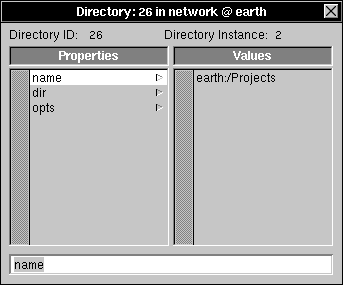 Directory: 26 in network @ earth
Directory ID: 26 Directory Instance: 2
Properties Values
name earth:/Projects
dir
opts
name